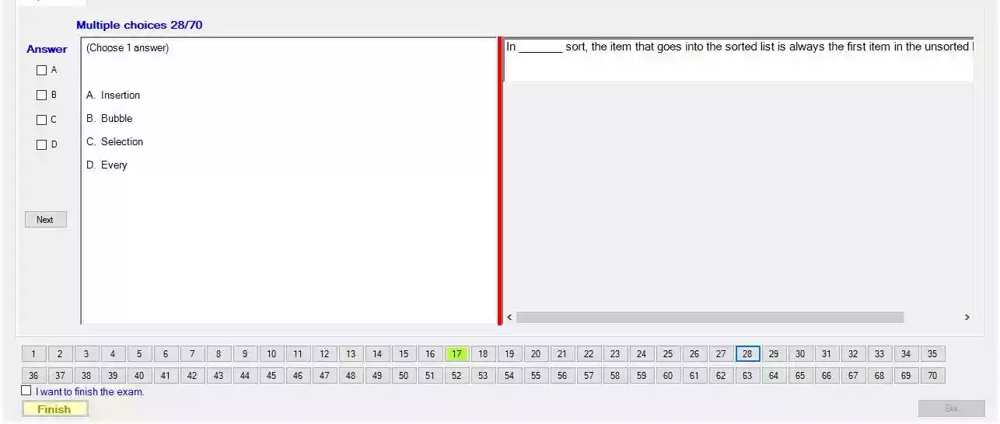 Multiple choices 28/70
Answer
(Choose 1 answer)
In _______ sort, the item that goes into the sorted list is always the first item in the unsorted
A
B
C
D
A. Insertion
B. Bubble
C. Selection
D. Every
Next
1 2 3 4 5 6 7 8 9 10 11 12 13 14 15 16 17 18 19 20 21 22 23 24 25 26 27 28 29 30 31 32 33 34 35
36 37 38 39 40 41 42 43 44 45 46 47 48 49 50 51 52 53 54 55 56 57 58 59 60 61 62 63 64 65 66 67 68 69 70
I want to finish the exam.
Finish